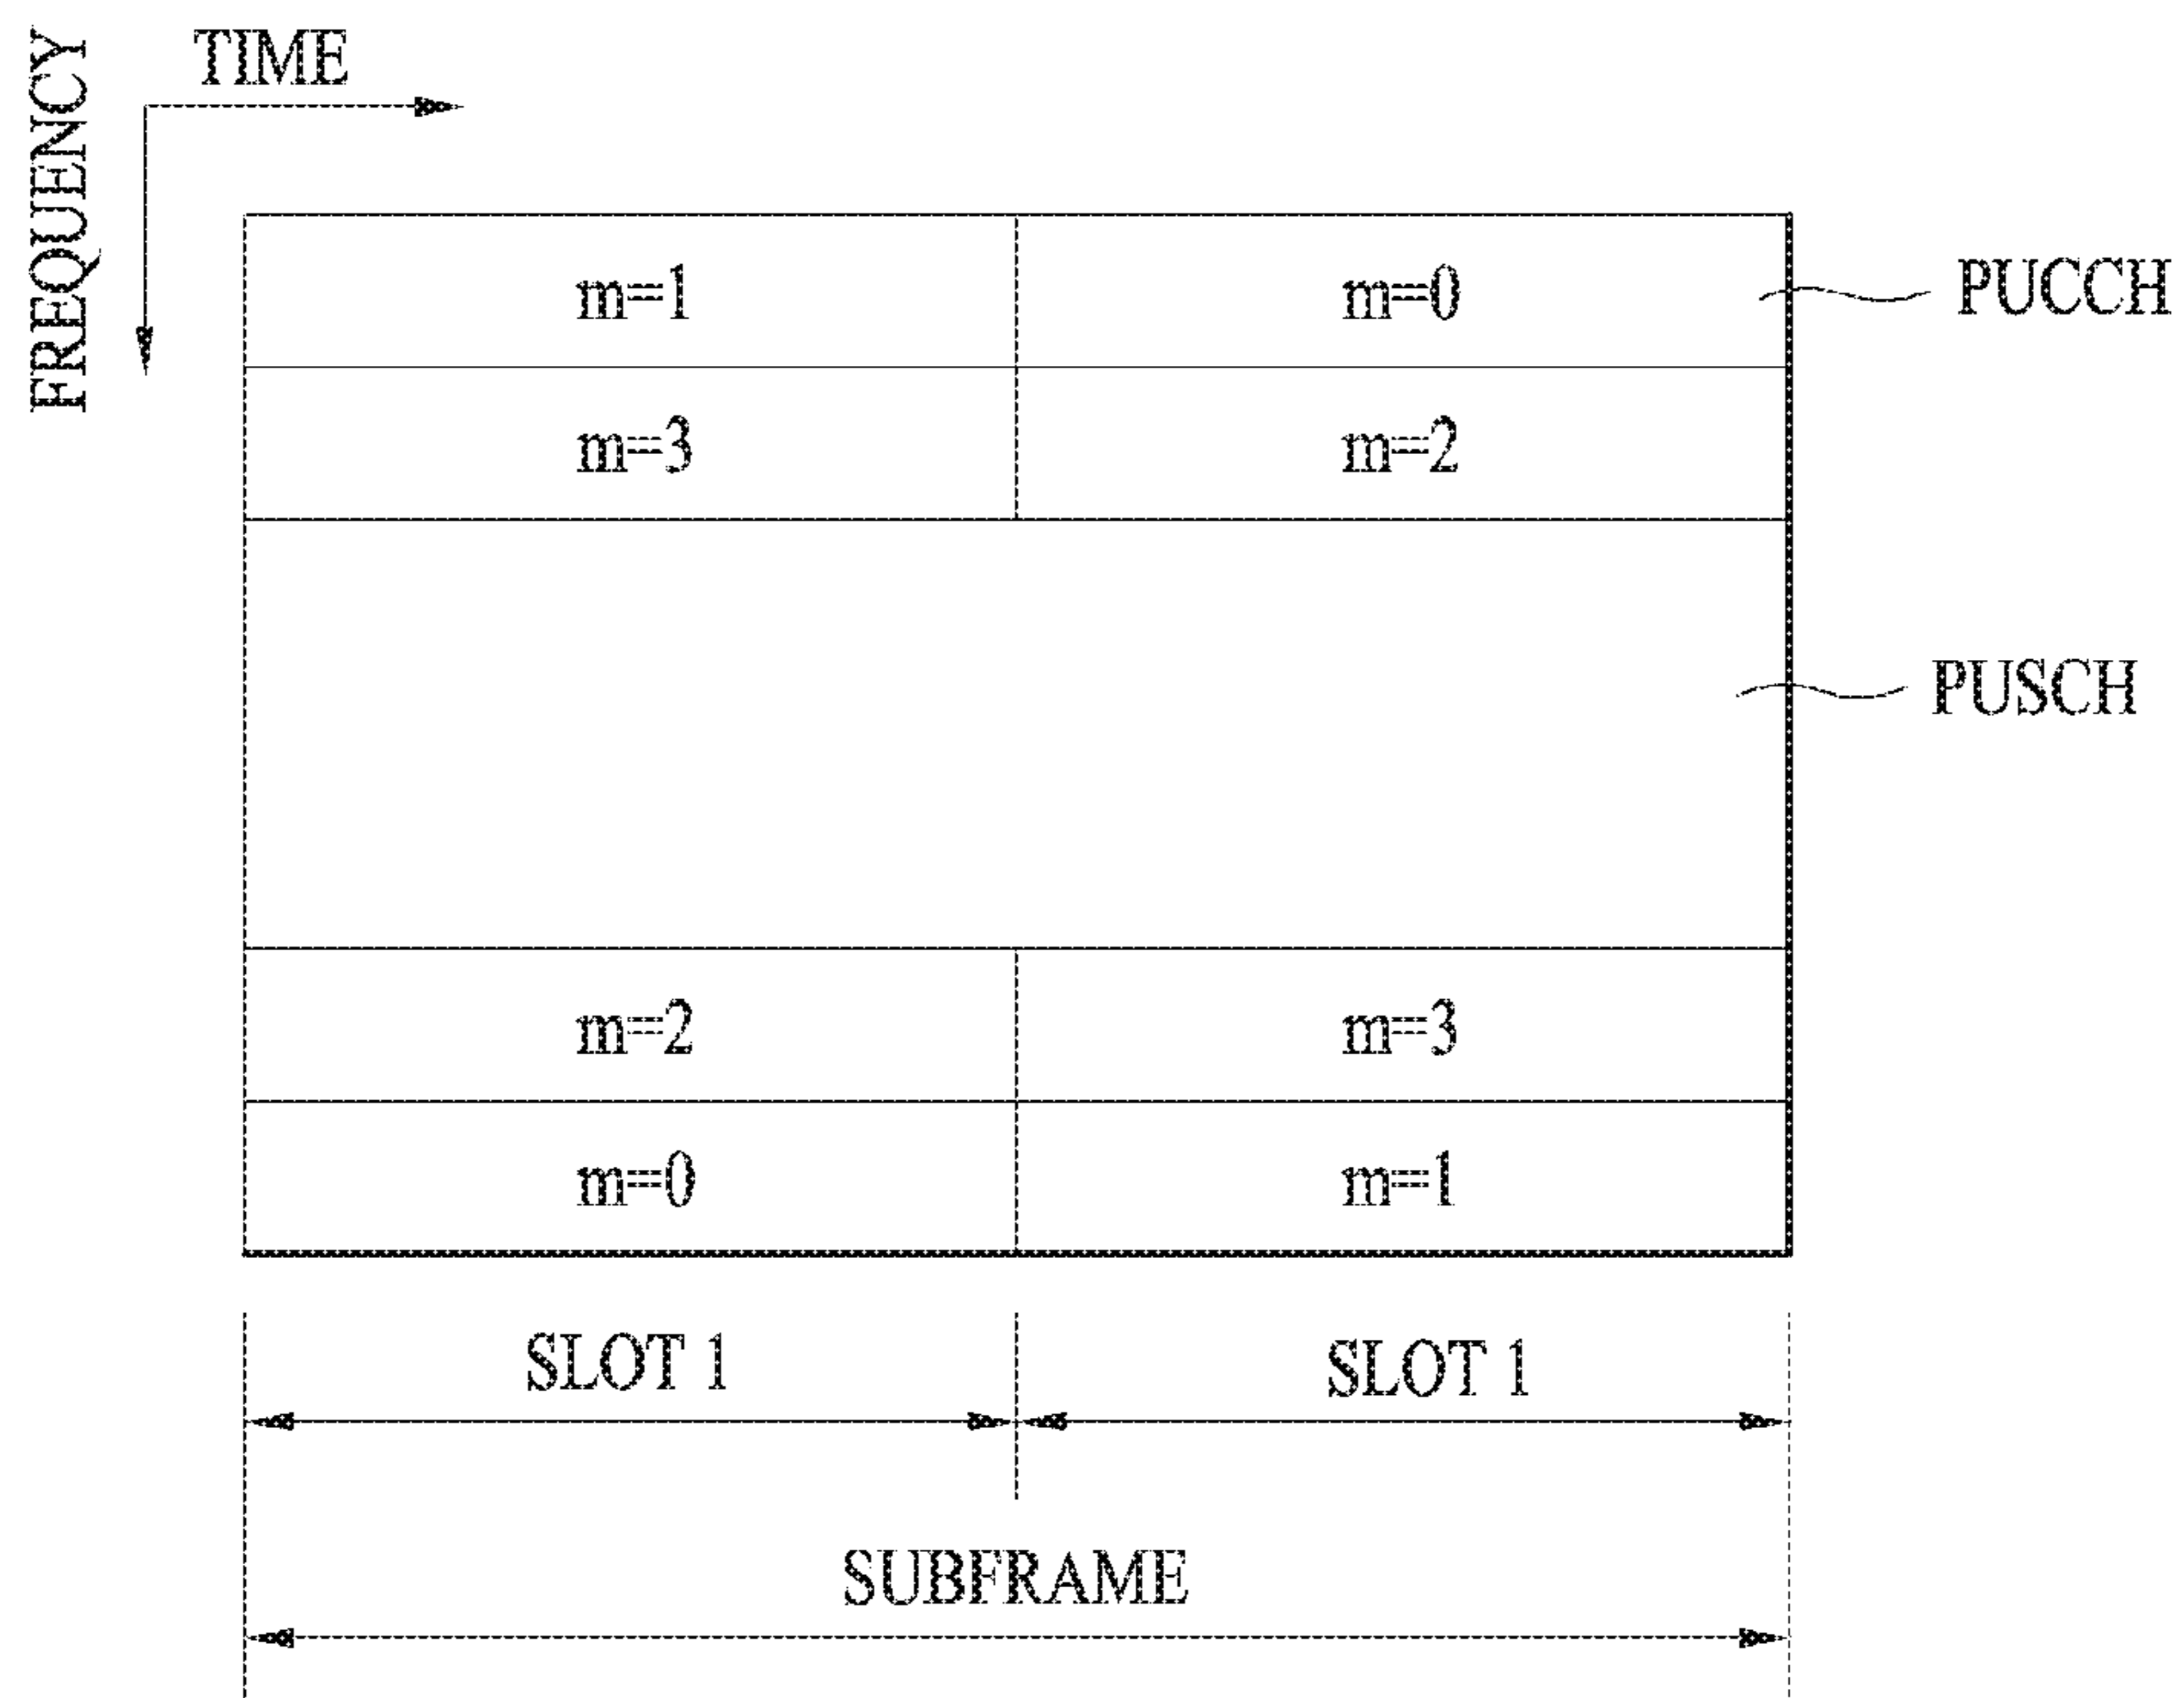 TIME
FREQUENCY
m=1 m=0 PUCCH
m=3 m=2
PUSCH
m=2 m=3
m=0 m=1
SLOT 1 SLOT 1
SUBFRAME